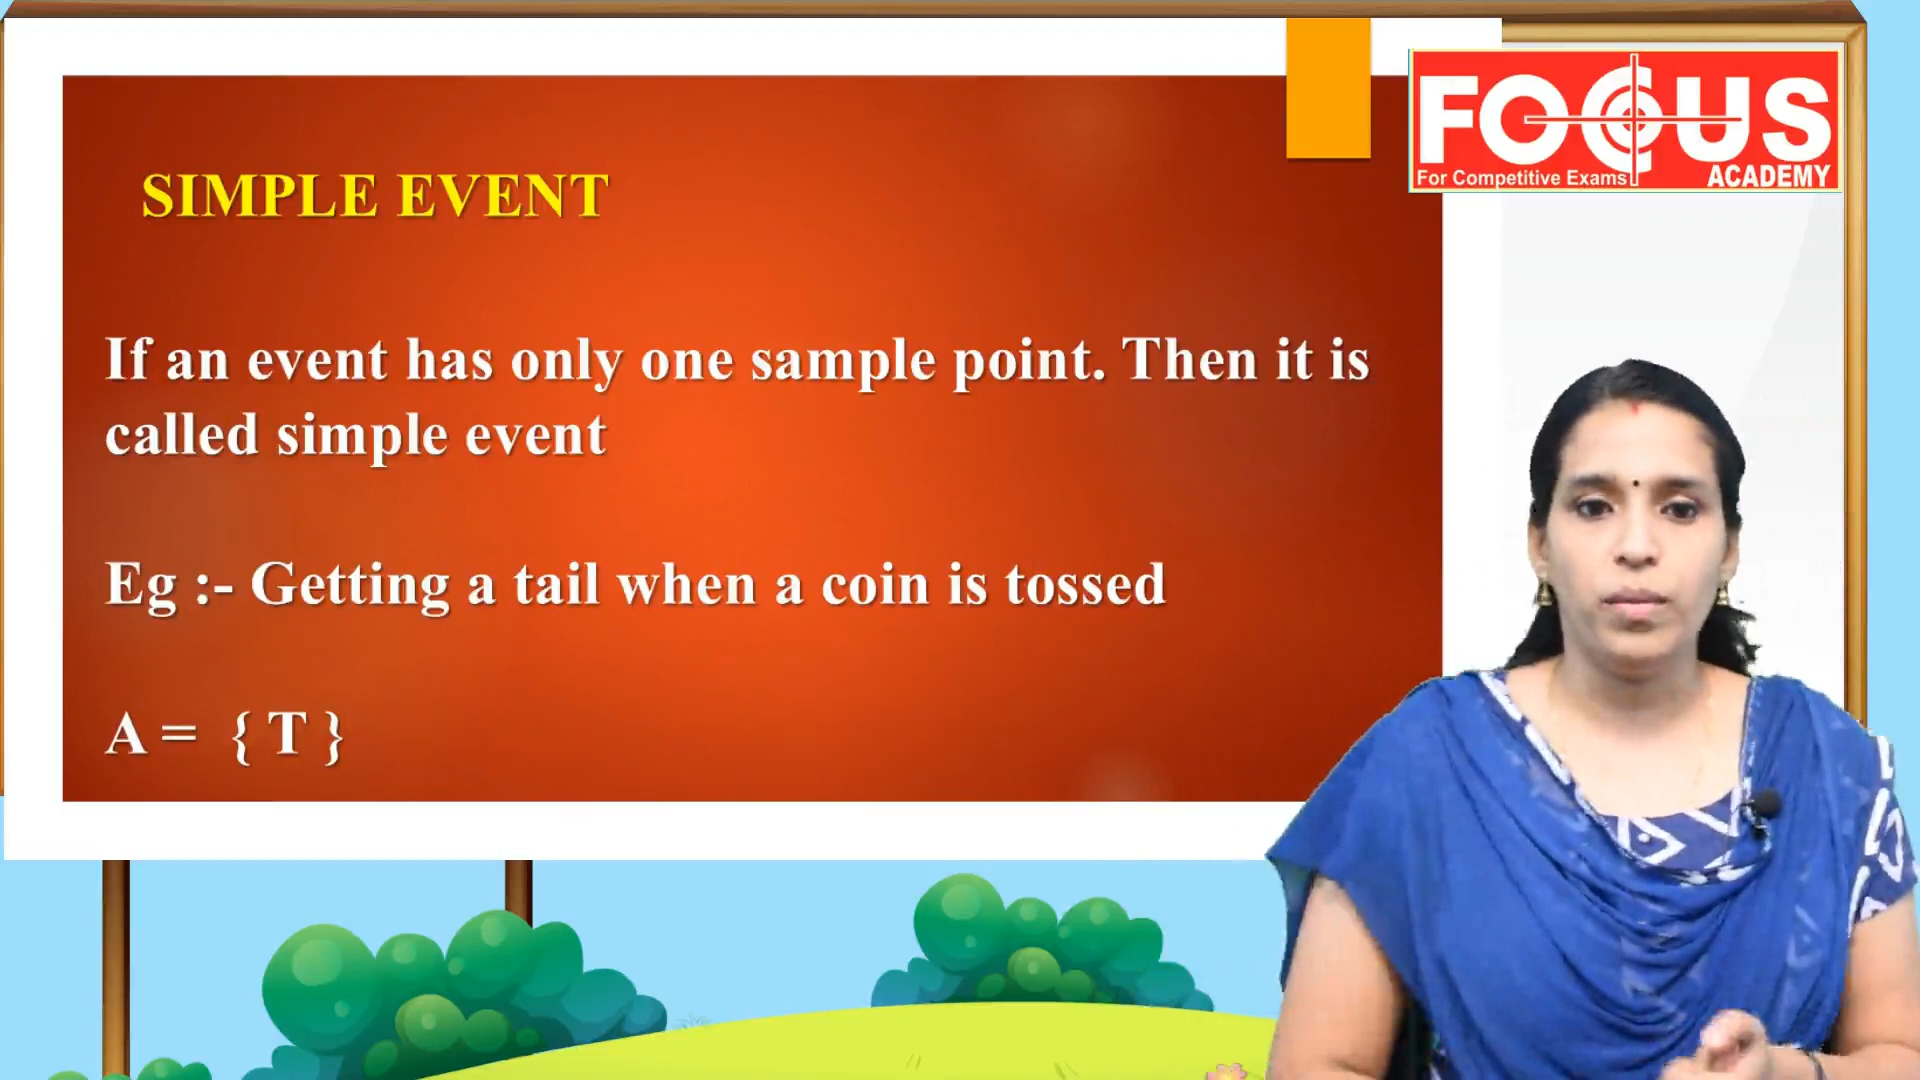 SIMPLE EVENT
If an event has only one sample point. Then it is
called simple event
Eg :- Getting a tail when a coin is tossed
A = { T }
FOCUS
For Competitive Exams ACADEMY